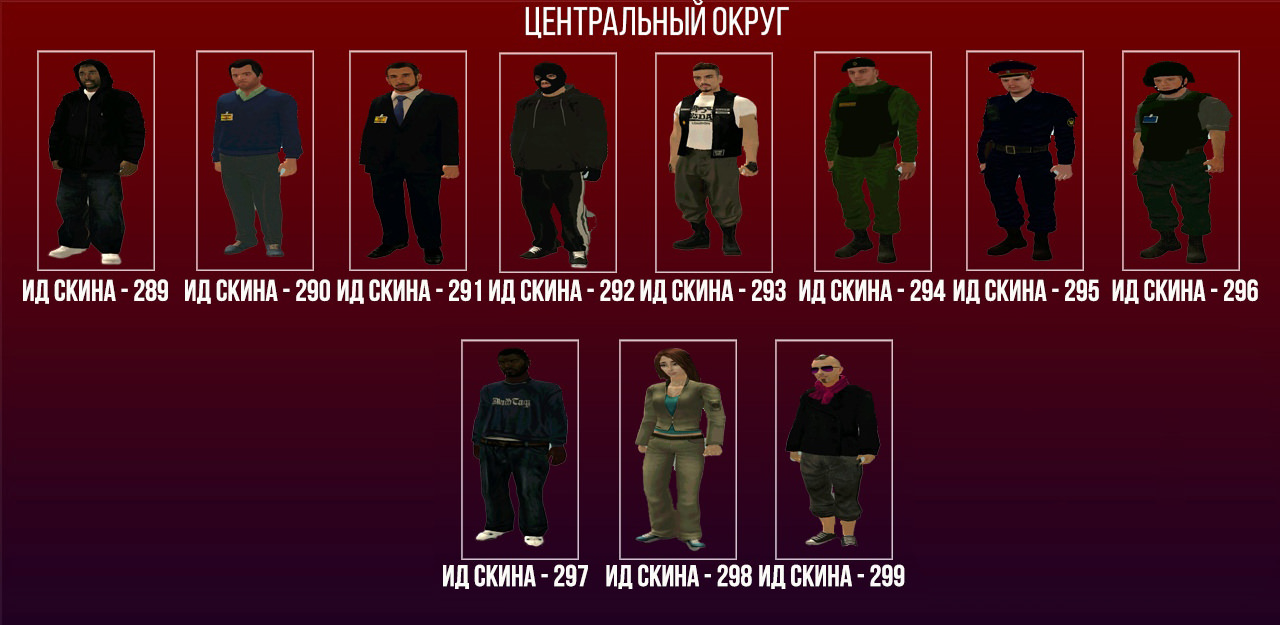 ЦЕНТРАЛЬНЫЙ ОКРУГ
ИД СКИНА - 289
ИД СКИНА - 290
ИД СКИНА - 291
ИД СКИНА - 292
ИД СКИНА - 293
ИД СКИНА - 294
ИД СКИНА - 295
ИД СКИНА - 296
ИД СКИНА - 297
ИД СКИНА - 298
ИД СКИНА - 299